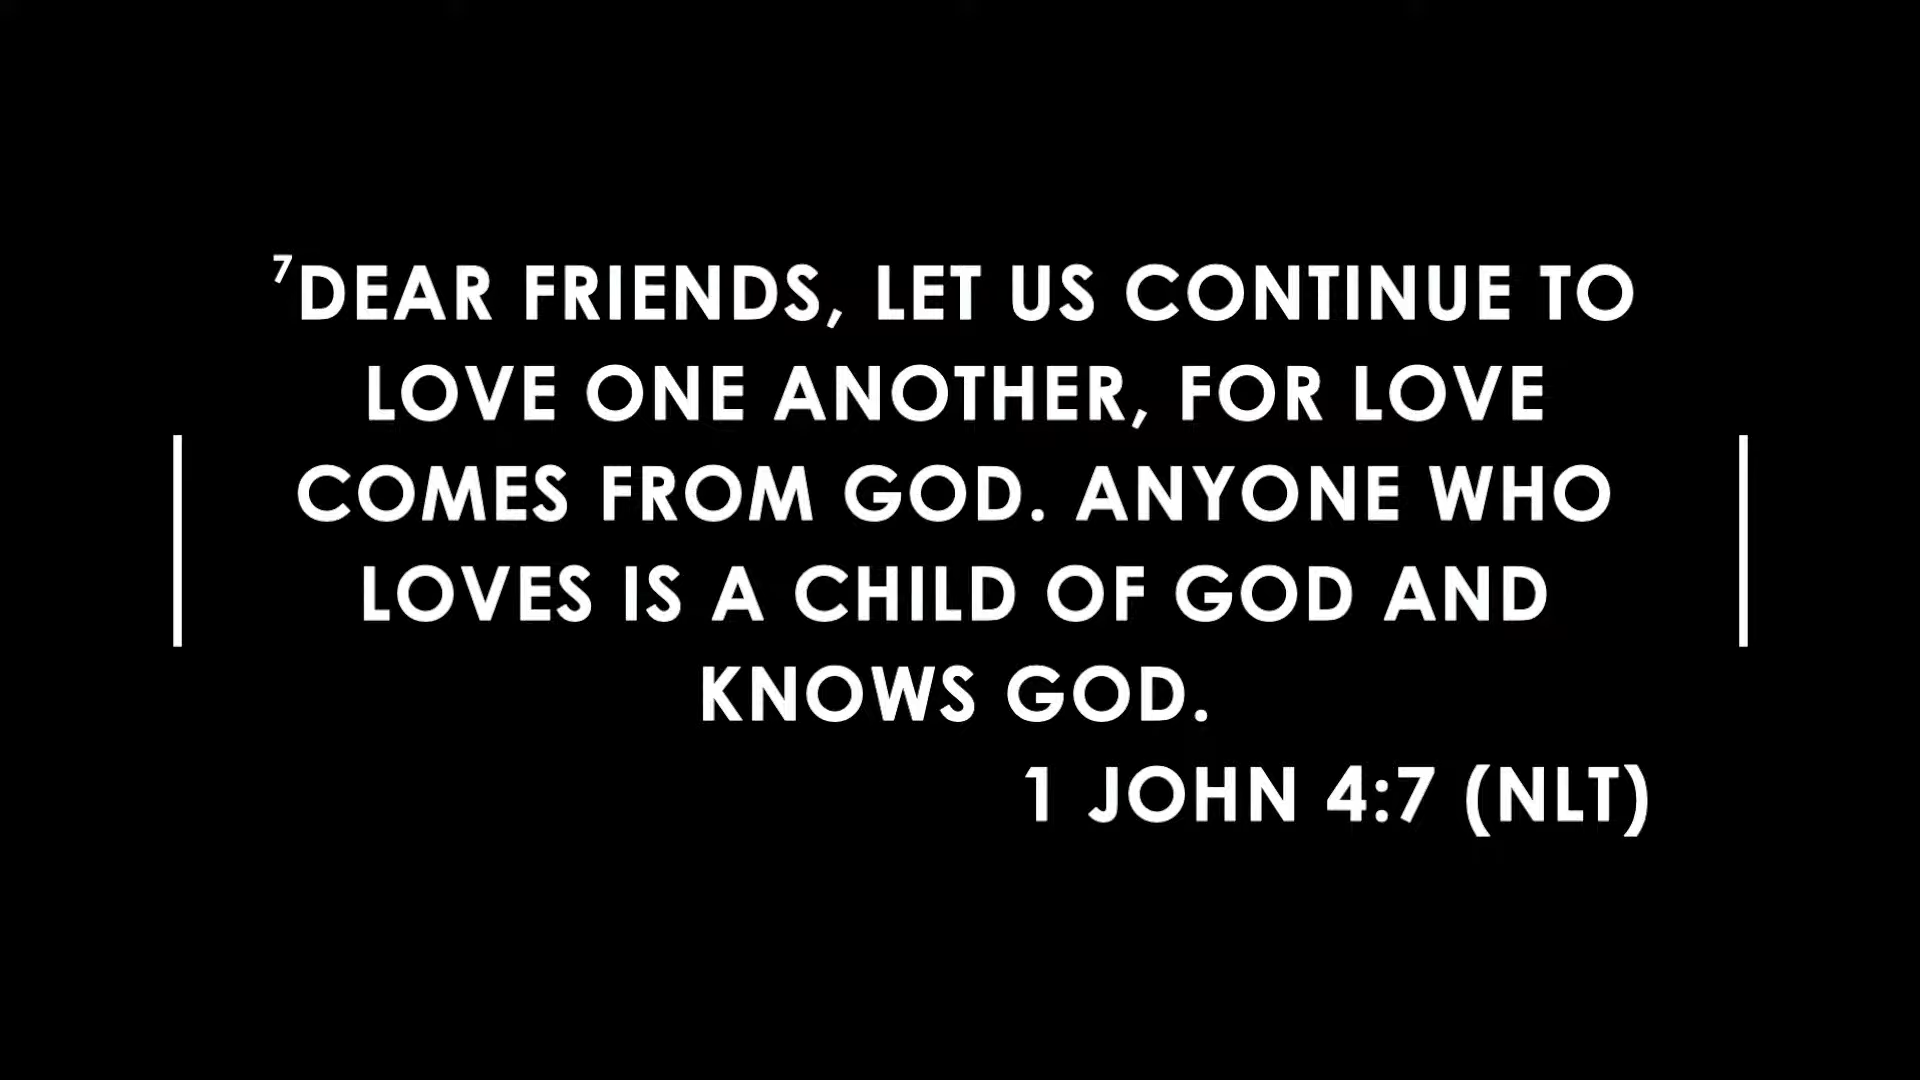 ⁷DEAR FRIENDS, LET US CONTINUE TO
LOVE ONE ANOTHER, FOR LOVE
COMES FROM GOD. ANYONE WHO
LOVES IS A CHILD OF GOD AND
KNOWS GOD.
1 JOHN 4:7 (NLT)